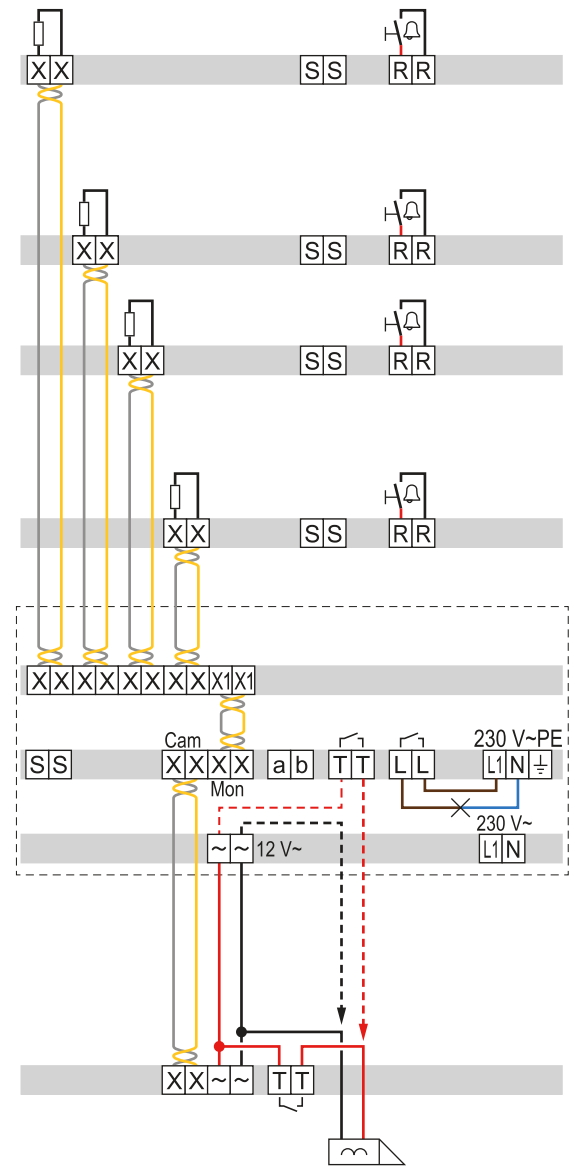 X X S S R R
X X S S R R
X X S S R R
X X S S R R
X X X X X X X X X1 X1
Cam 230 V~PE
S S X X X X a b T T L L L1 N
Mon
230 V~
~ ~ 12 V~ L1 N
X X ~ ~ T T